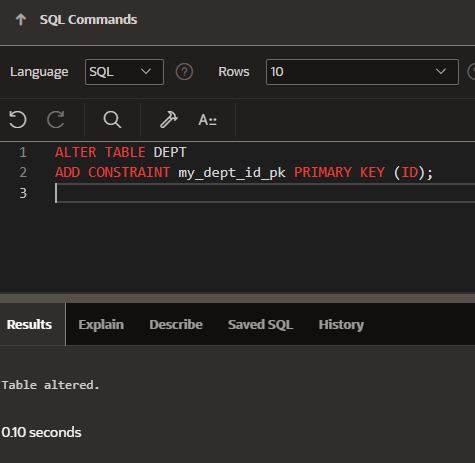 SQL Commands
Language SQL Rows 10
A::
1 ALTER TABLE DEPT
2 ADD CONSTRAINT my_dept_id_pk PRIMARY KEY (ID);
3
Results Explain Describe Saved SQL History
Table altered.
0.10 seconds